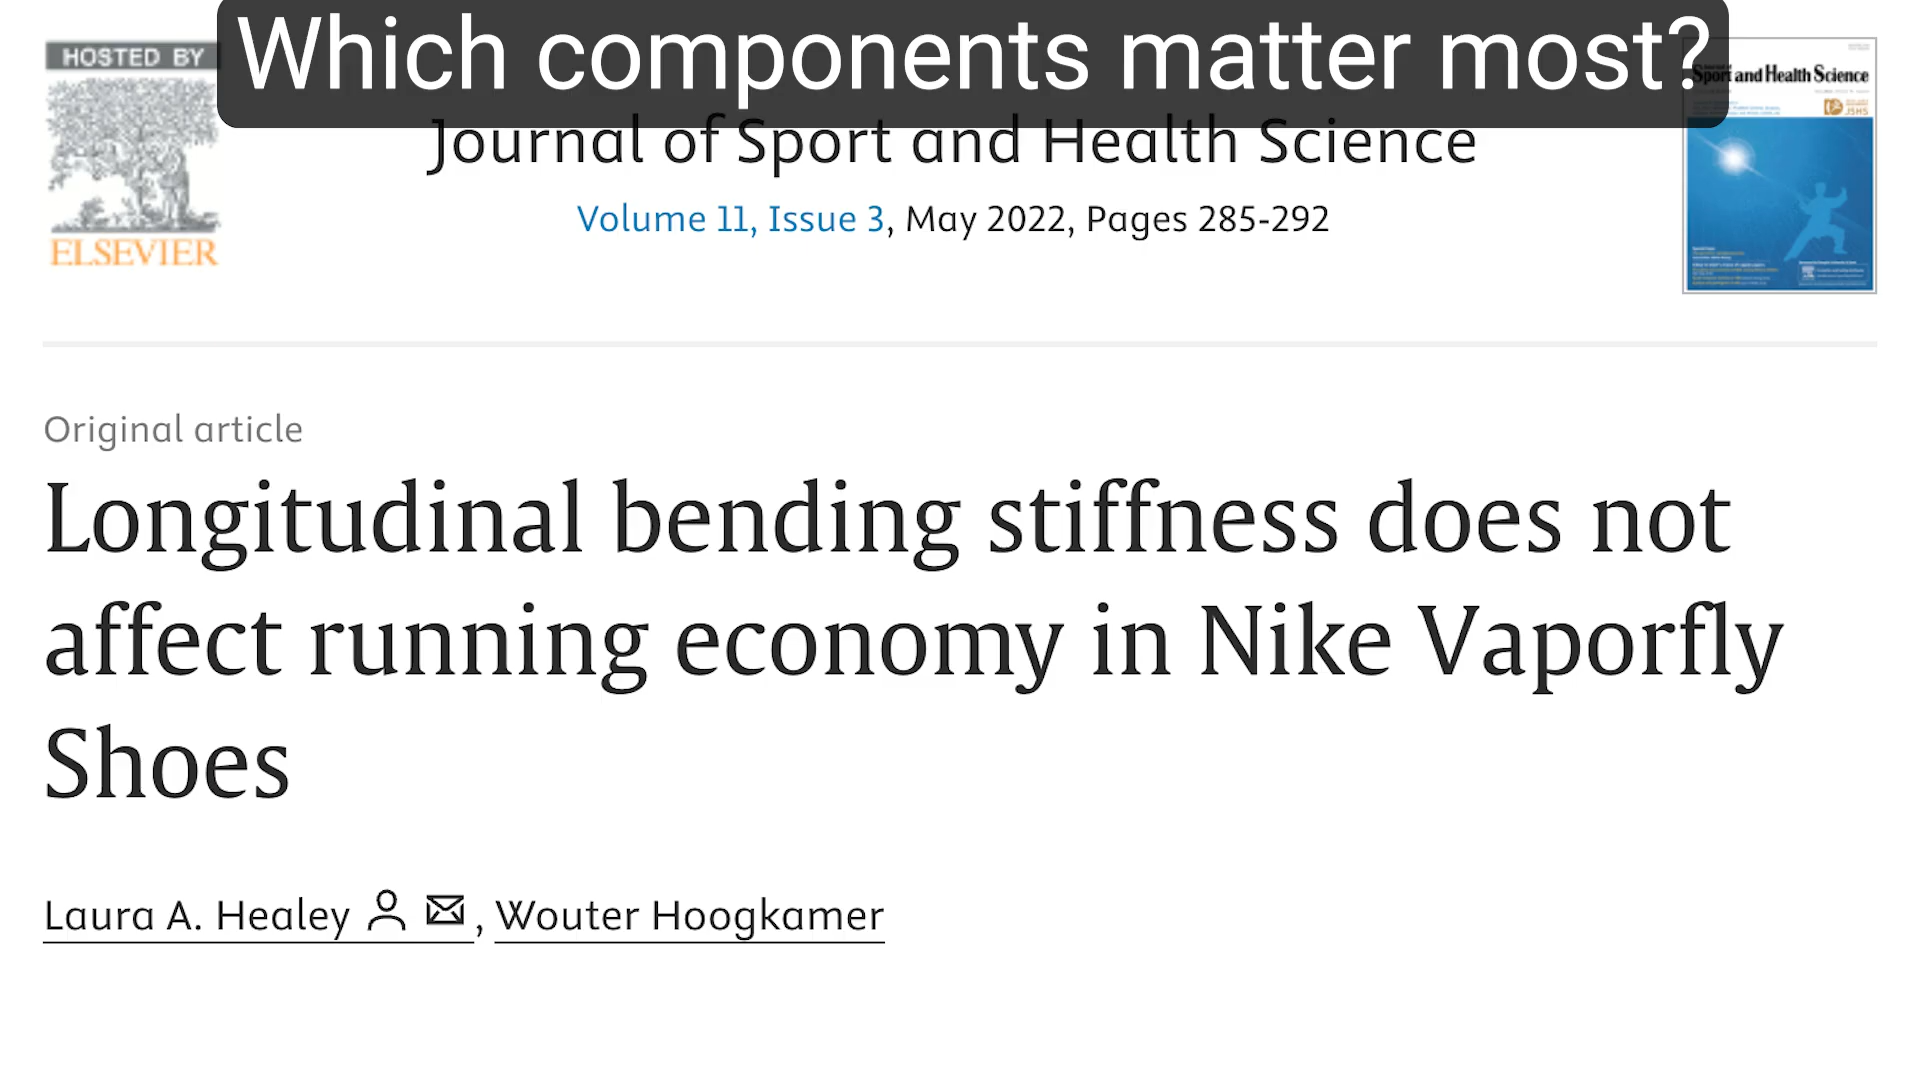 Which components matter most?
HOSTED BY
ELSEVIER
Journal of Sport and Health Science
Volume 11, Issue 3, May 2022, Pages 285-292
Sport and Health Science
JSHS
Original article
Longitudinal bending stiffness does not
affect running economy in Nike Vaporfly
Shoes
Laura A. Healey , Wouter Hoogkamer